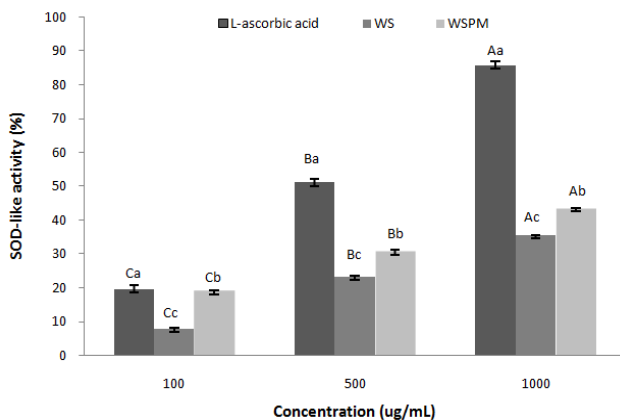 L-ascorbic acid WS WSPM
SOD-like activity (%)
100
90
80
70
60
50
40
30
20
10
0
Ca
Cc
Cb
Ba
Bc
Bb
Aa
Ac
Ab
100 500 1000
Concentration (ug/mL)